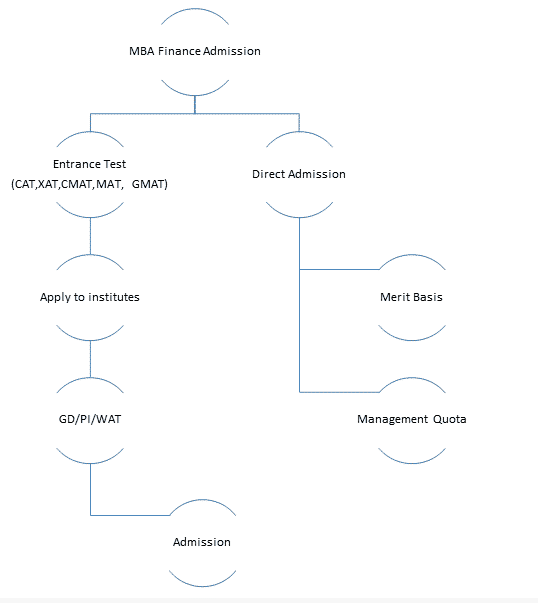 MBA Finance Admission
Entrance Test
(CAT,XAT,CMAT,MAT, GMAT)
Direct Admission
Apply to institutes
Merit Basis
GD/PI/WAT
Management Quota
Admission